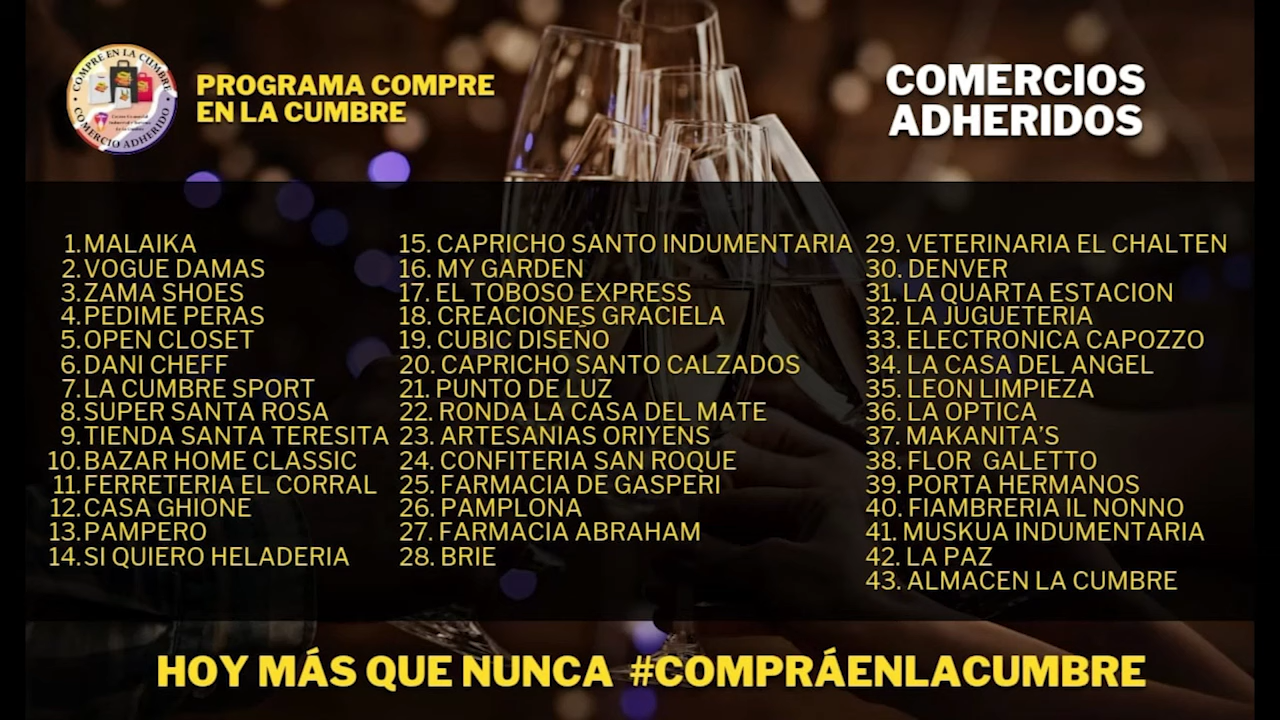 COMPRE EN LA CUMBRE
COMERCIO ADHERIDO
PROGRAMA COMPRE
EN LA CUMBRE
COMERCIOS
ADHERIDOS
1. MALAIKA
2. VOGUE DAMAS
3. ZAMA SHOES
4. PEDIME PERAS
5. OPEN CLOSET
6. DANI CHEFF
7. LA CUMBRE SPORT
8. SUPER SANTA ROSA
9. TIENDA SANTA TERESITA
10. BAZAR HOME CLASSIC
11. FERRETERIA EL CORRAL
12. CASA GHIONE
13. PAMPERO
14. SI QUIERO HELADERIA
15. CAPRICHO SANTO INDUMENTARIA
16. MY GARDEN
17. EL TOBOSO EXPRESS
18. CREACIONES GRACIELA
19. CUBIC DISEÑO
20. CAPRICHO SANTO CALZADOS
21. PUNTO DE LUZ
22. RONDA LA CASA DEL MATE
23. ARTESANIAS ORIYENS
24. CONFITERIA SAN ROQUE
25. FARMACIA DE GASPERI
26. PAMPLONA
27. FARMACIA ABRAHAM
28. BRIE
29. VETERINARIA EL CHALTEN
30. DENVER
31. LA QUARTA ESTACION
32. LA JUGUETERIA
33. ELECTRONICA CAPOZZO
34. LA CASA DEL ANGEL
35. LEON LIMPIEZA
36. LA OPTICA
37. MAKANITA'S
38. FLOR GALETTO
39. PORTA HERMANOS
40. FIAMBRERIA IL NONNO
41. MUSKUA INDUMENTARIA
42. LA PAZ
43. ALMACEN LA CUMBRE
HOY MÁS QUE NUNCA #COMPRÁENLACUMBRE